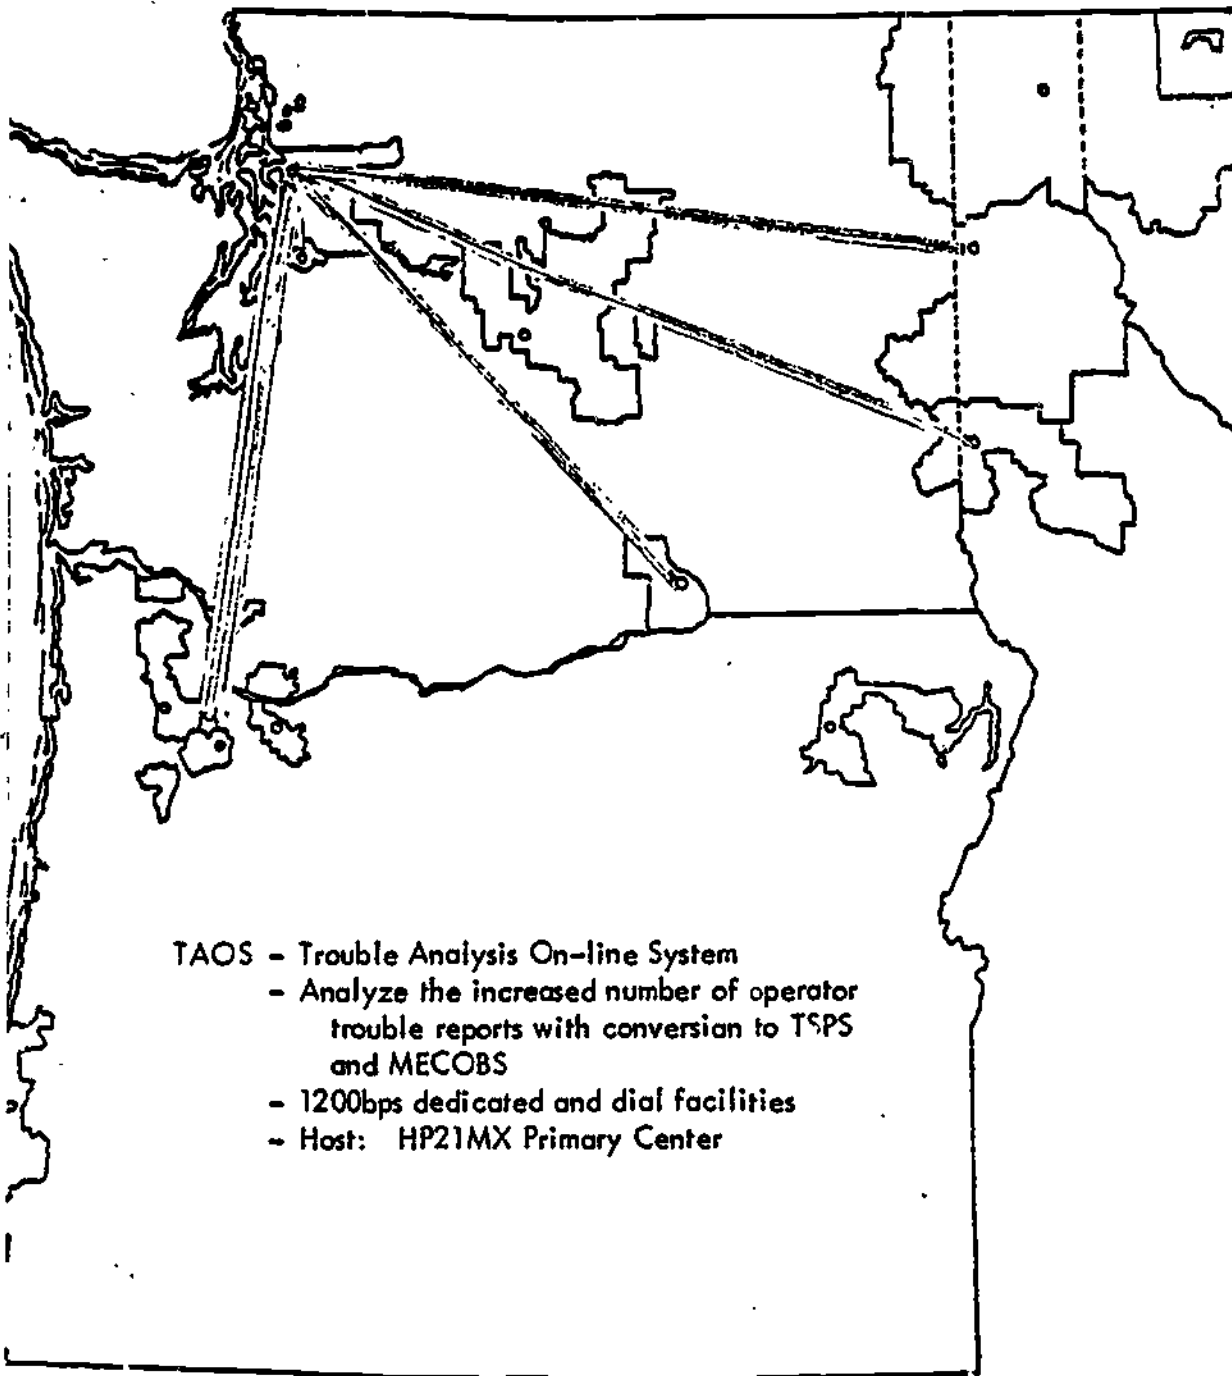 TAOS - Trouble Analysis On-line System
- Analyze the increased number of operator
trouble reports with conversion to TSPS
and MECOBS
- 1200bps dedicated and dial facilities
- Host: HP21MX Primary Center